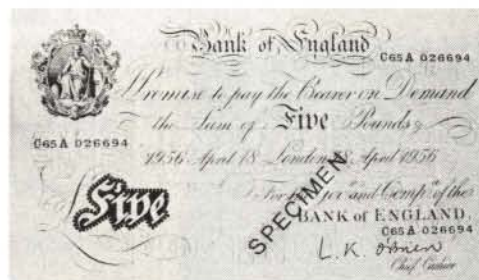 Bank of England
C65A 026694
Promise to pay the Bearer on Demand
the Sum of Five Pounds
C65A 026694
1956 April 18 London 18 April 1956
For the Govr and Compa of the
Five
SPECIMEN
BANK of ENGLAND.
C65A 026694
L. K. O'Brien
Chief Cashier